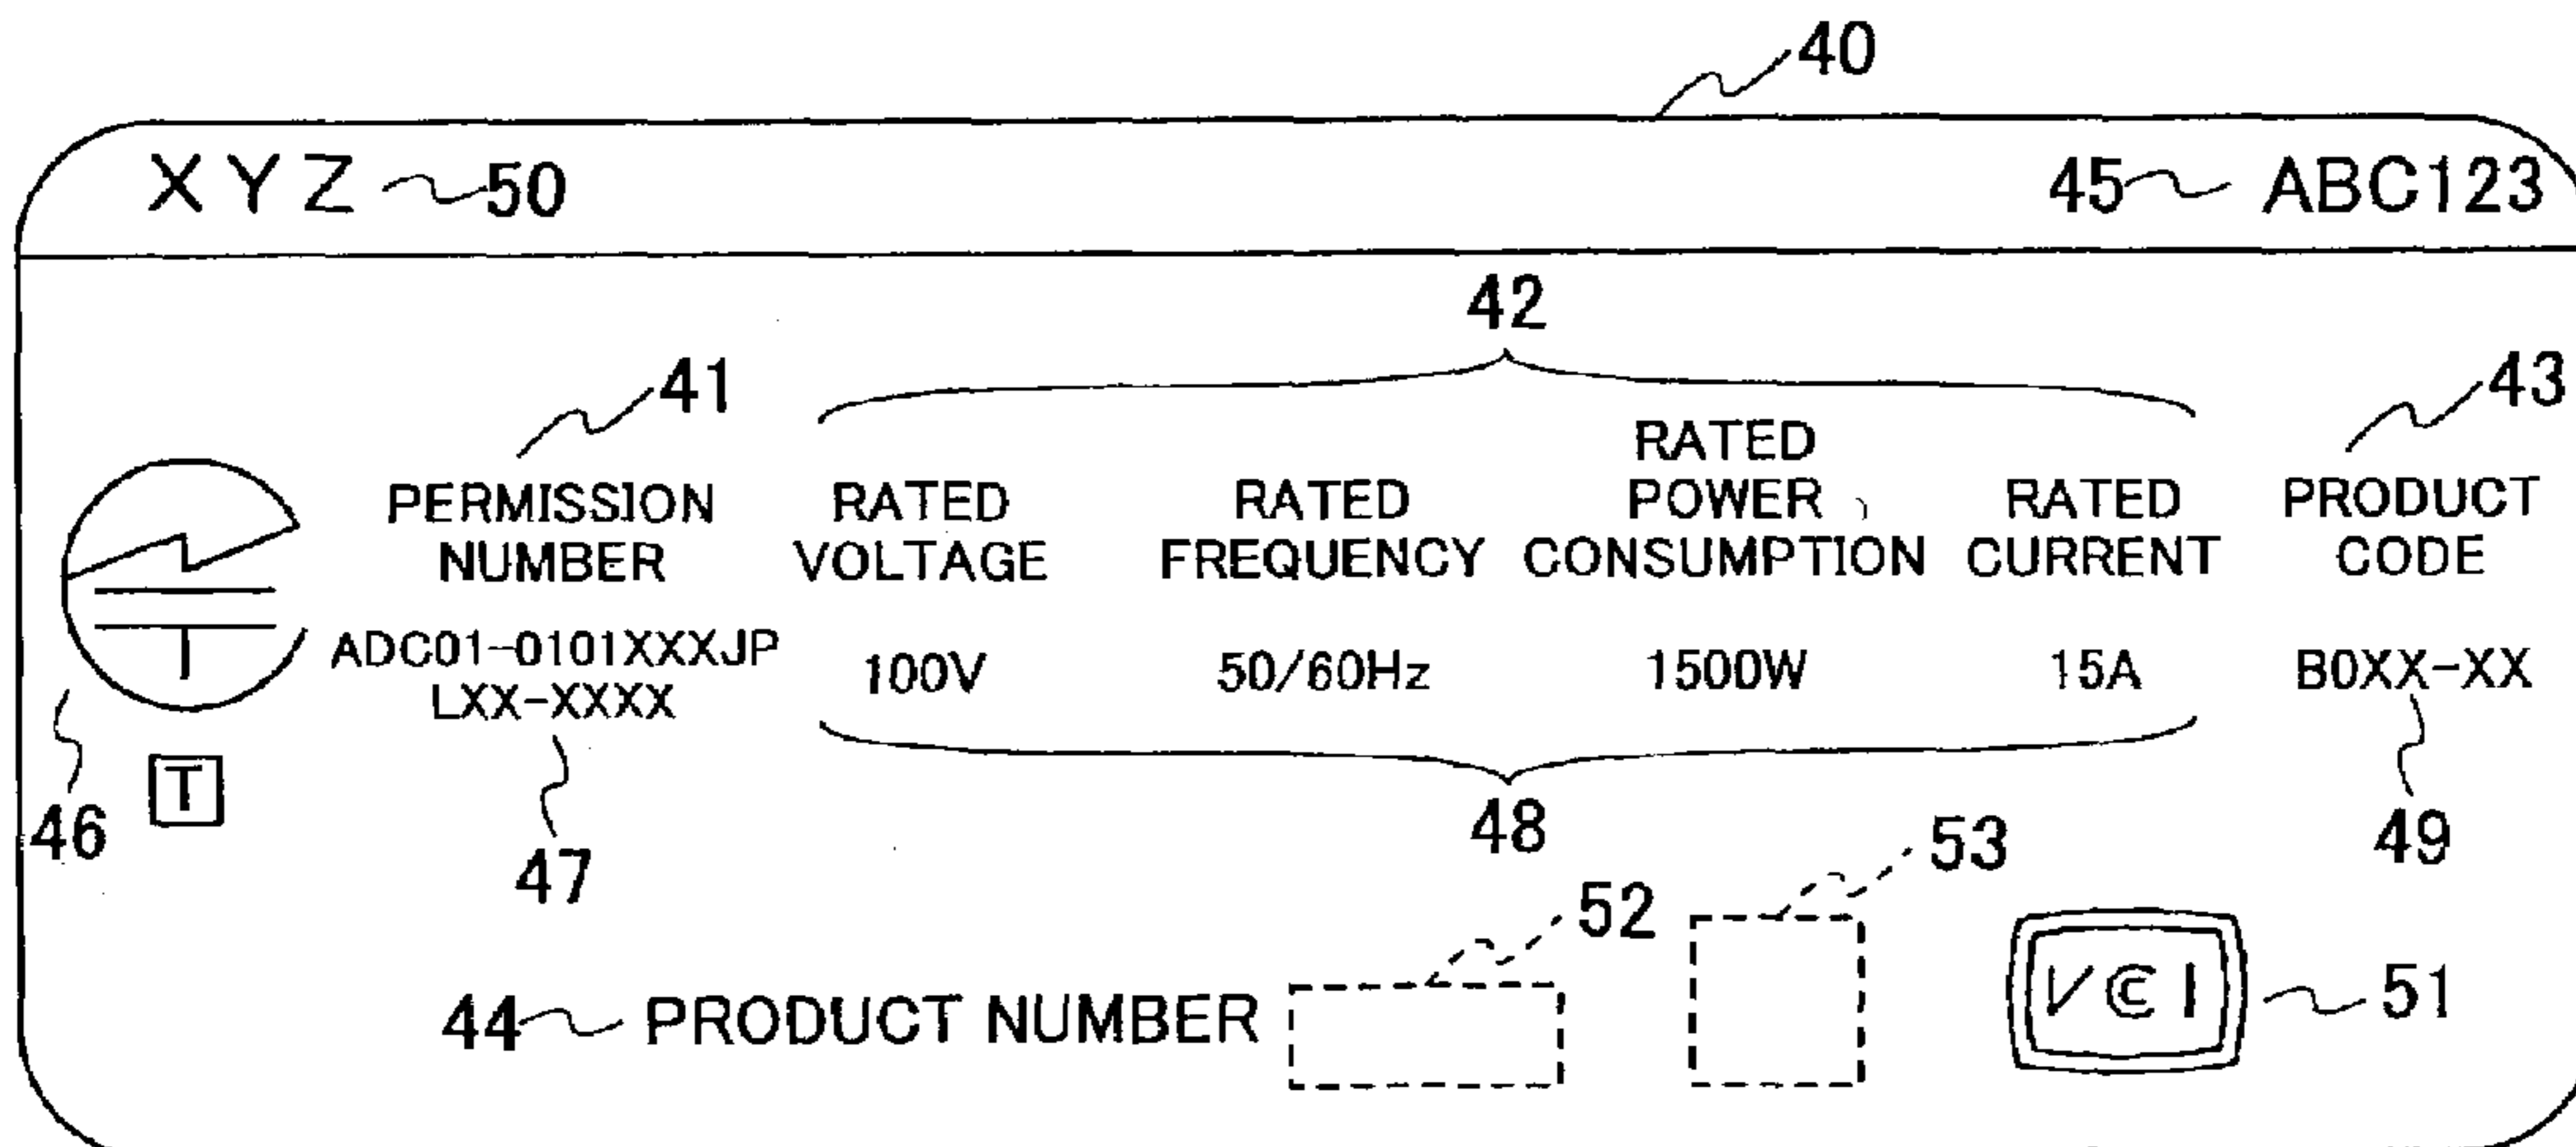 40
XYZ 50 45 ABC123
42
41 43
PERMISSION NUMBER
RATED VOLTAGE
RATED FREQUENCY
RATED POWER CONSUMPTION
RATED CURRENT
PRODUCT CODE
ADC01-0101XXXJP
LXX-XXXX
100V 50/60Hz 1500W 15A B0XX-XX
T
46 47 48 49
52 53
44 PRODUCT NUMBER
VCI 51